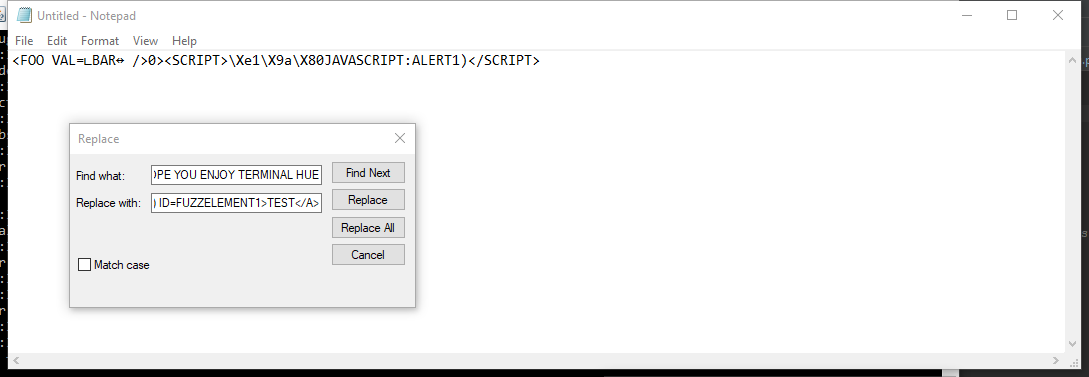 Untitled - Notepad
File Edit Format View Help
<FOO VAL=∟BAR↔ />0><SCRIPT>\Xe1\X9a\X80JAVASCRIPT:ALERT1)</SCRIPT>
Replace
Find what: OPE YOU ENJOY TERMINAL HUE Find Next
Replace with: ) ID=FUZZELEMENT1>TEST</A> Replace
Replace All
Cancel
Match case